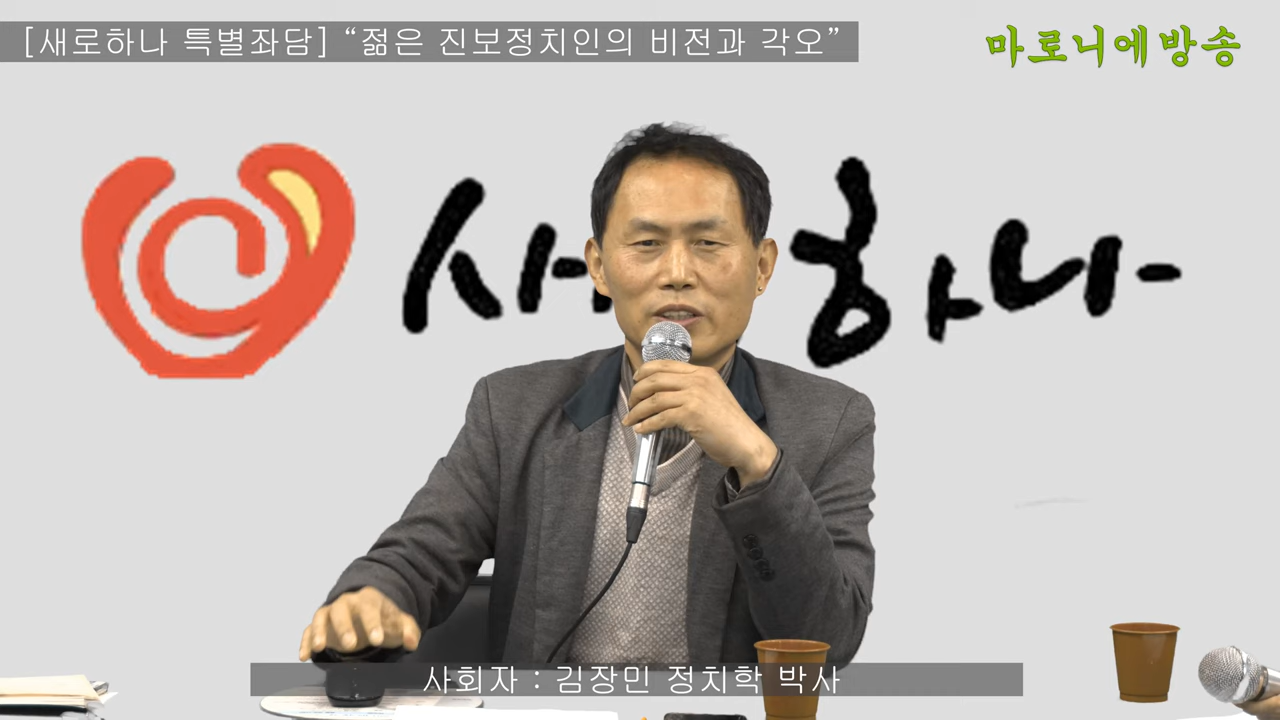 [새로하나 특별좌담] “젊은 진보정치인의 비전과 각오”
마로니에방송
새 하나
사회자 : 김장민 정치학 박사